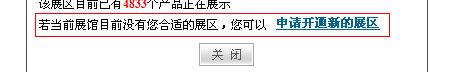 该展区目前已有4833个产品正在展示
若当前展馆目前没有您合适的展区，您可以 申请开通新的展区
关 闭